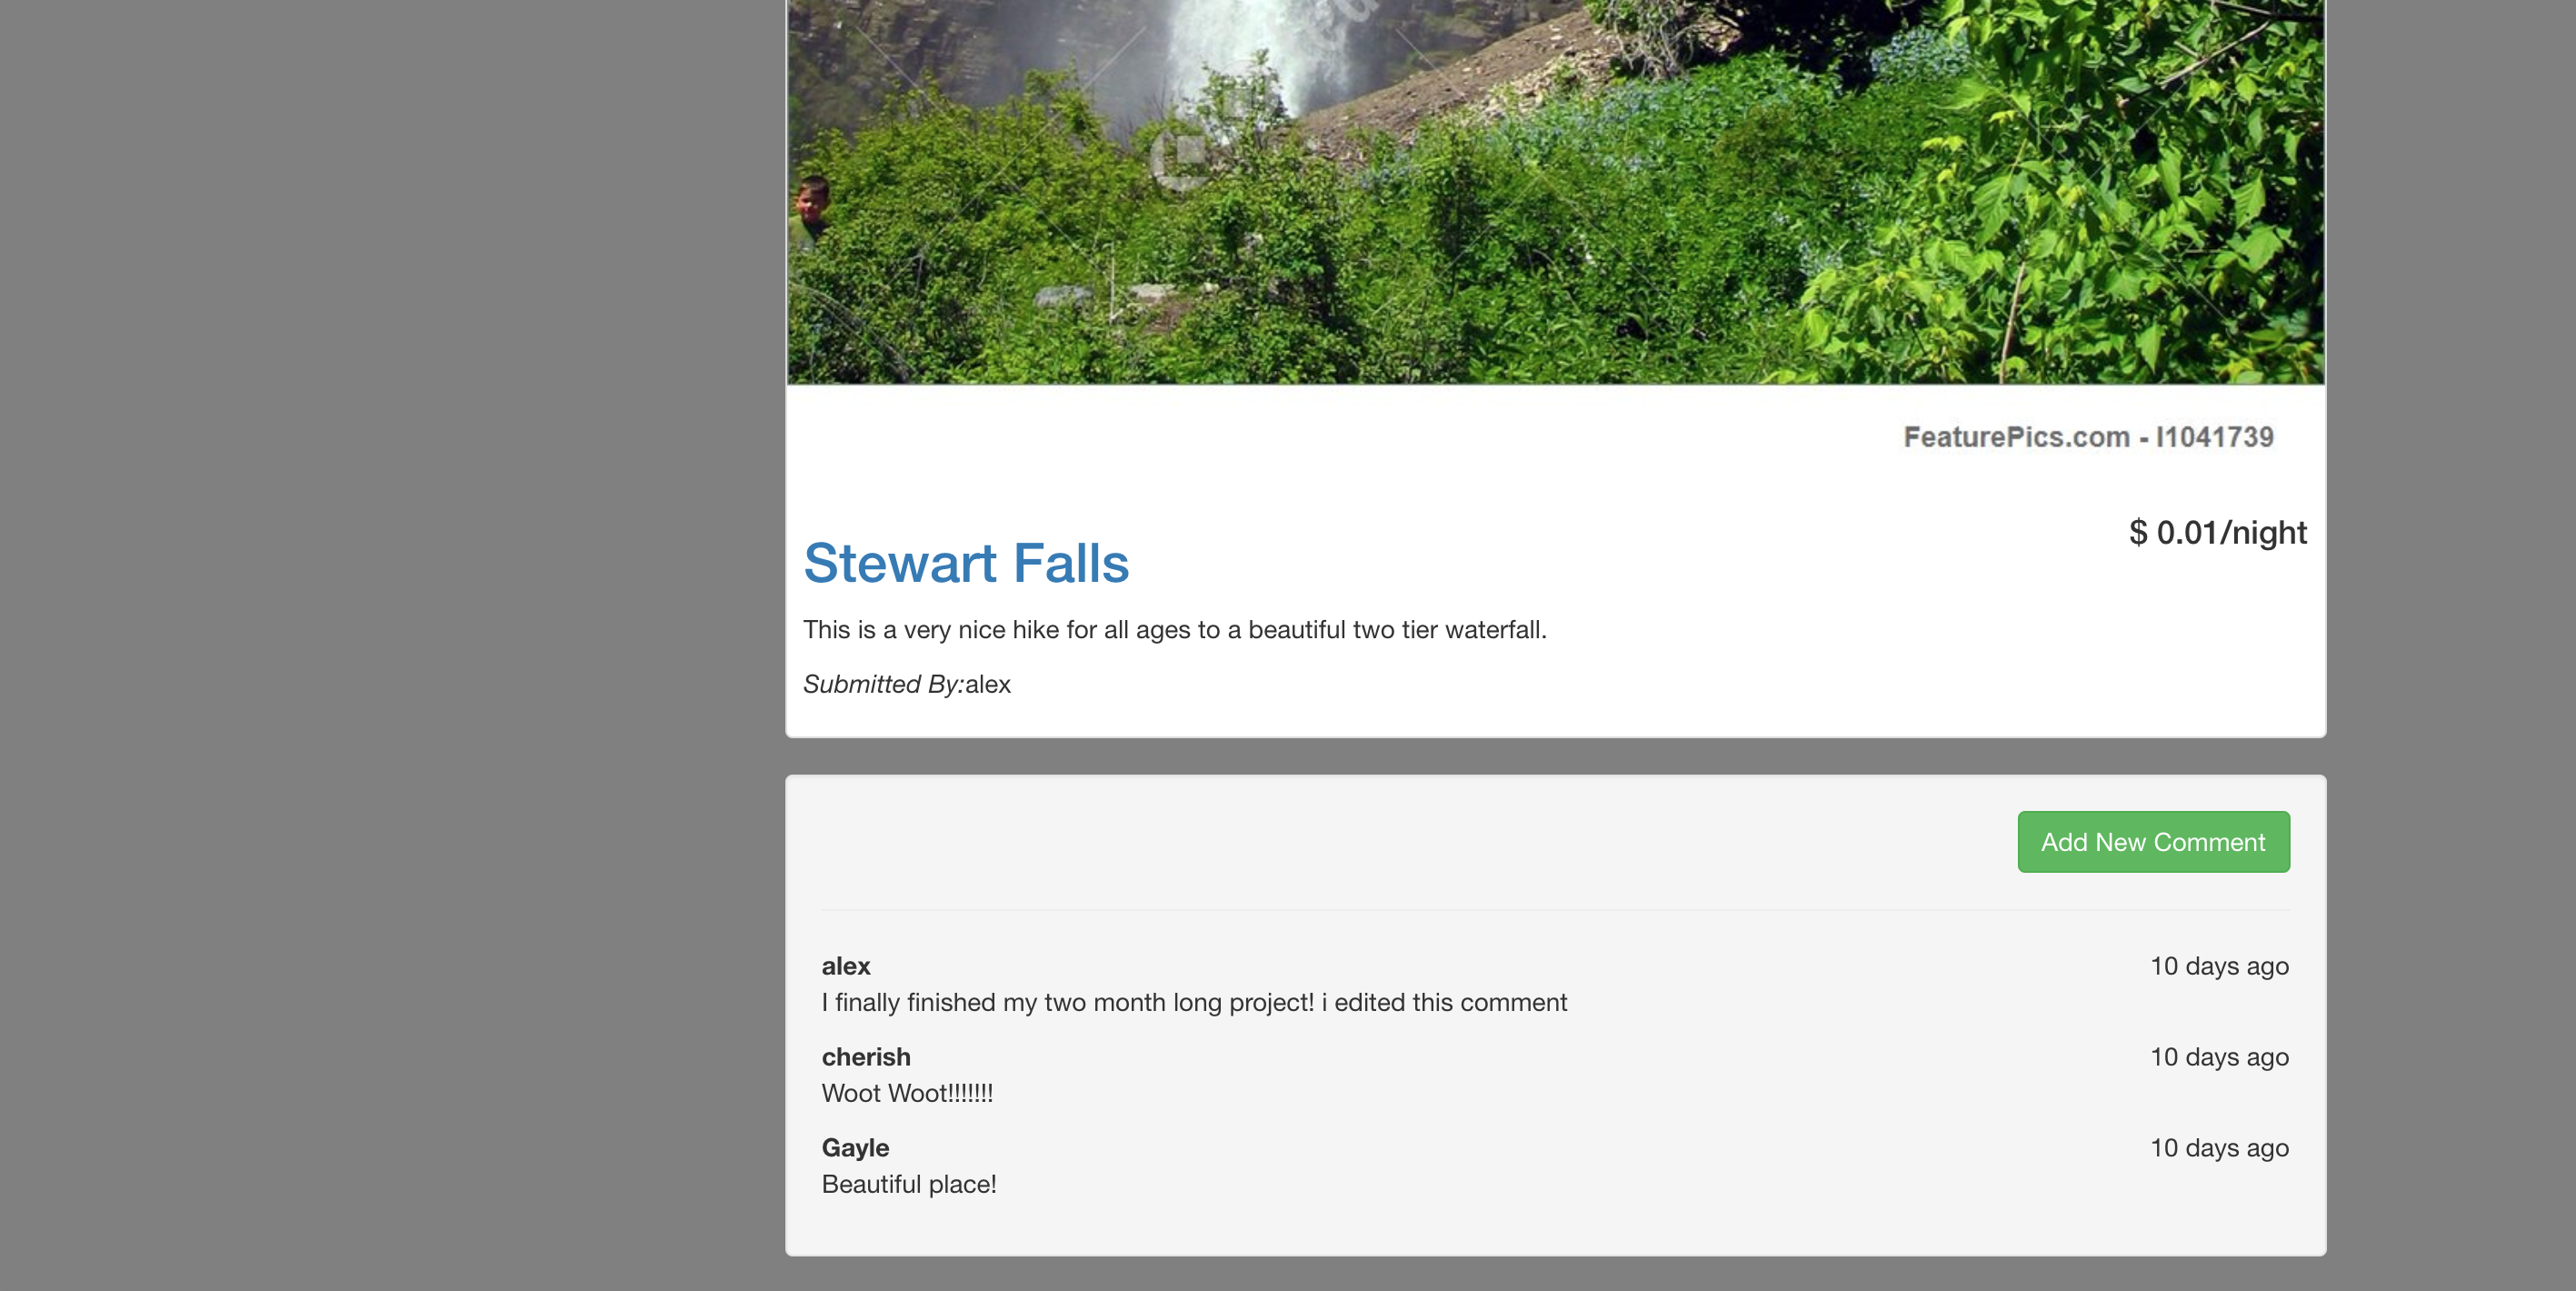 FeaturePics.com - I1041739
$ 0.01/night
Stewart Falls
This is a very nice hike for all ages to a beautiful two tier waterfall.
Submitted By:alex
Add New Comment
alex 10 days ago
I finally finished my two month long project! i edited this comment
cherish 10 days ago
Woot Woot!!!!!!!
Gayle 10 days ago
Beautiful place!